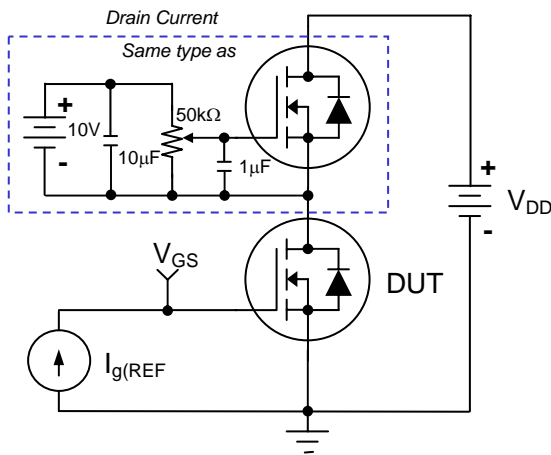 Drain Current
Same type as
50kΩ
+
10V
-
10μF
1μF
+
V_DD
-
V_GS
DUT
I_g(REF